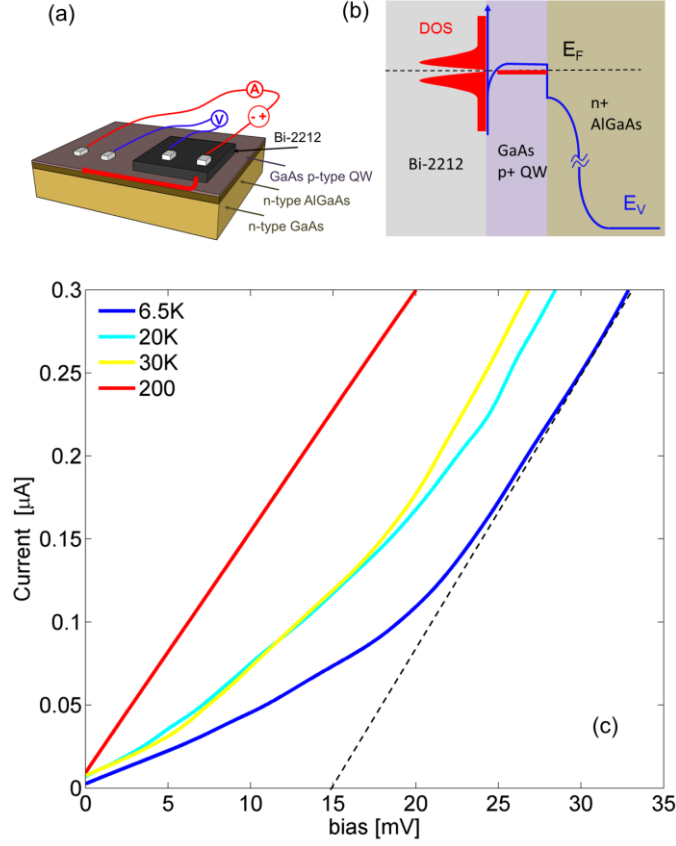 (a)
A
V
- +
Bi-2212
GaAs p-type QW
n-type AlGaAs
n-type GaAs
(b)
DOS
E_F
n+
AlGaAs
Bi-2212
GaAs
p+ QW
E_V
0.3
0.25
0.2
0.15
0.1
0.05
0
6.5K
20K
30K
200
Current [μA]
(c)
0 5 10 15 20 25 30 35
bias [mV]